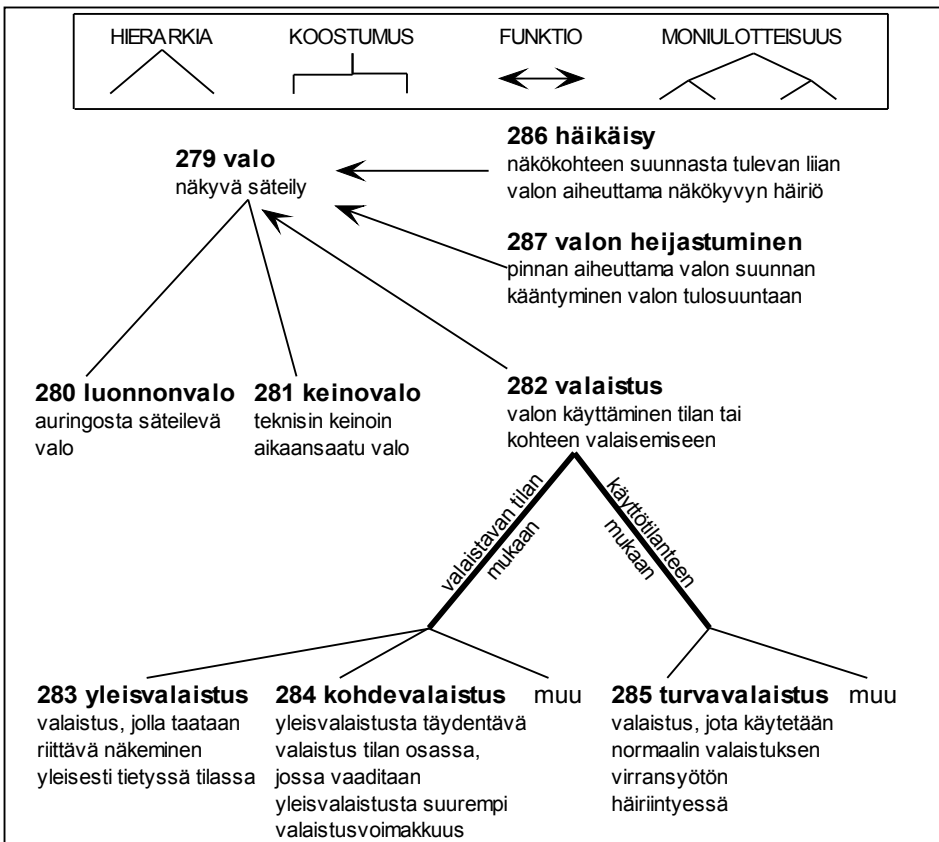 HIERARKIA KOOSTUMUS FUNKTIO MONIULOTTEISUUS
286 häikäisy
näkökohteen suunnasta tulevan liian
valon aiheuttama näkökyvyn häiriö
279 valo
näkyvä säteily
287 valon heijastuminen
pinnan aiheuttama valon suunnan
kääntyminen valon tulosuuntaan
280 luonnonvalo
auringosta säteilevä
valo
281 keinovalo
teknisin keinoin
aikaansaatu valo
282 valaistus
valon käyttäminen tilan tai
kohteen valaisemiseen
valaistavan tilan
mukaan
käyttötilanteen
mukaan
283 yleisvalaistus
valaistus, jolla taataan
riittävä näkeminen
yleisesti tietyssä tilassa
284 kohdevalaistus
yleisvalaistusta täydentävä
valaistus tilan osassa,
jossa vaaditaan
yleisvalaistusta suurempi
valaistusvoimakkuus
muu
285 turvavalaistus
valaistus, jota käytetään
normaalin valaistuksen
virransyötön
häiriintyessä
muu